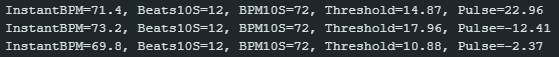 InstantBPM=71.4, Beats10S=12, BPM10S=72, Threshold=14.87, Pulse=22.96
InstantBPM=73.2, Beats10S=12, BPM10S=72, Threshold=17.96, Pulse=-12.41
InstantBPM=69.8, Beats10S=12, BPM10S=72, Threshold=10.88, Pulse=-2.37